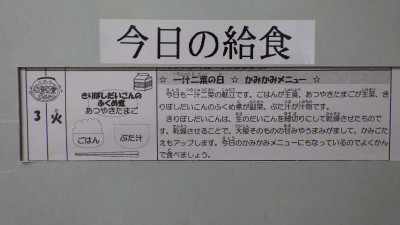 今日の給食
3
火
きりぼしだいこんの
ふくめ煮
あつやきたまご
ごはん
ぶた汁
☆ 一汁二菜の日 ☆ かみかみメニュー ☆
今日も一汁二菜の献立です。ごはんが主食、あつやきたまごが主菜、き
りぼしだいこんのふくめ煮が副菜、ぶた汁が汁物です。
きりぼしだいこんは、生のだいこんを細切りにして乾燥させたもので
す。乾燥させることで、大根そのものの甘みやうまみがまして、かみごた
えもアップします。今日のかみかみメニューにもなっているのでよくかん
で食べましょう。